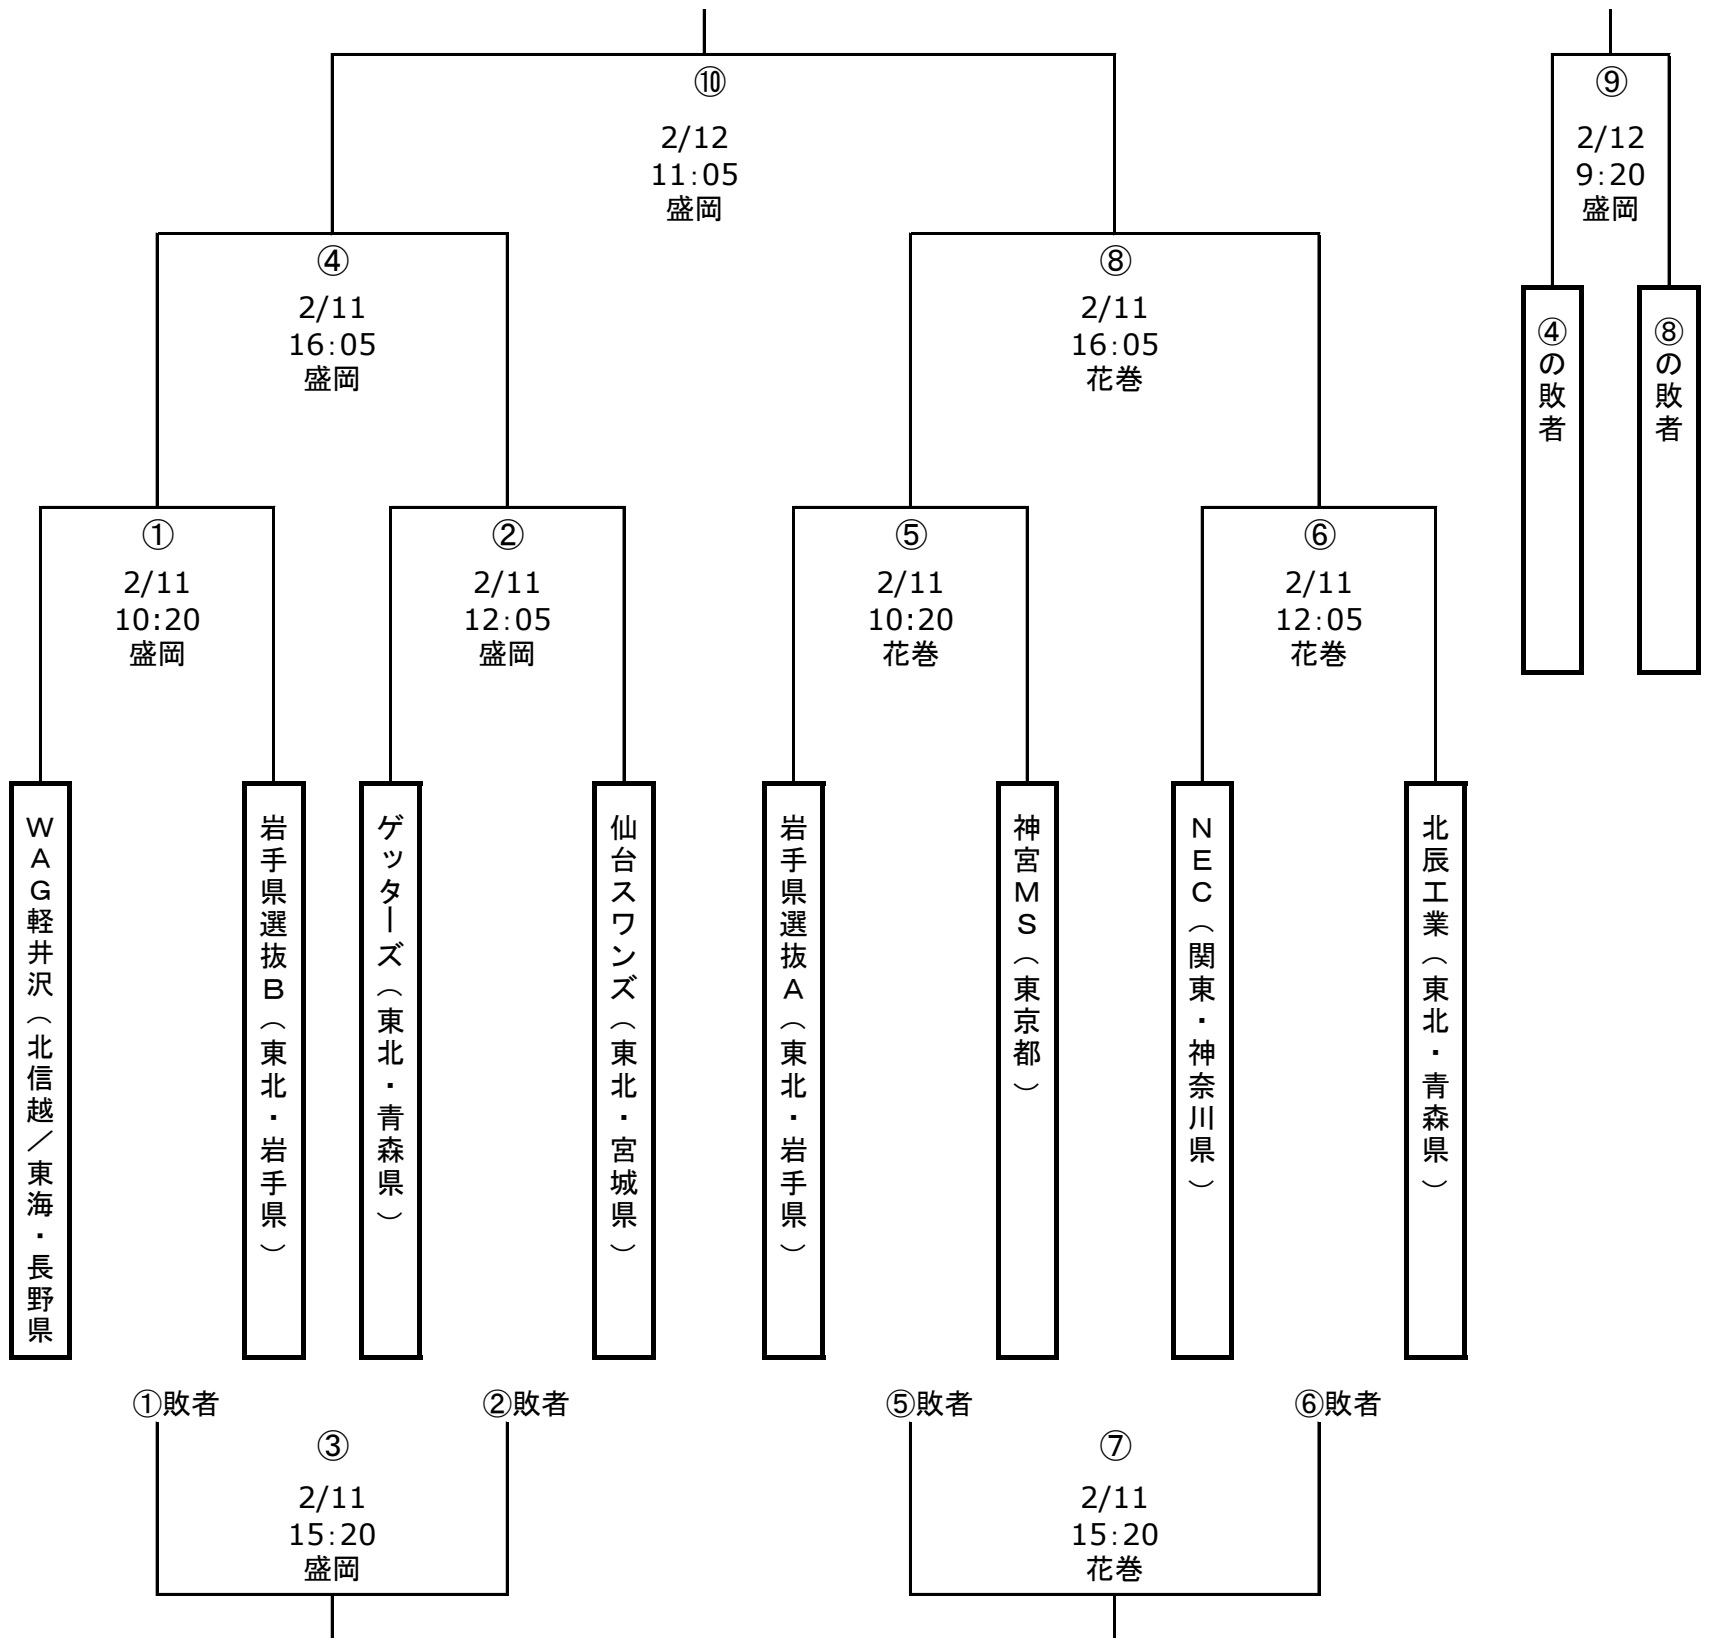 ⑩
2/12
11:05
盛岡
⑨
2/12
9:20
盛岡
④
2/11
16:05
盛岡
⑧
2/11
16:05
花巻
④の敗者
⑧の敗者
①
2/11
10:20
盛岡
②
2/11
12:05
盛岡
⑤
2/11
10:20
花巻
⑥
2/11
12:05
花巻
WAG軽井沢(北信越/東海・長野県
岩手県選抜B(東北・岩手県)
ゲッターズ(東北・青森県)
仙台スワンズ(東北・宮城県)
岩手県選抜A(東北・岩手県)
神宮MS(東京都)
NEC(関東・神奈川県)
北辰工業(東北・青森県)
①敗者
②敗者
⑤敗者
⑥敗者
③
2/11
15:20
盛岡
⑦
2/11
15:20
花巻